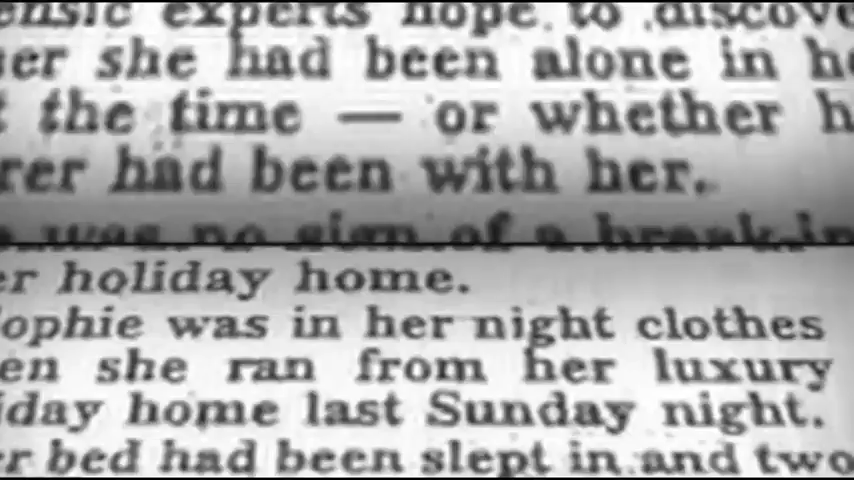 ensic experts hope to discove
her she had been alone in h
t the time — or whether h
rer had been with her.
was no sign of a break-in
er holiday home.
ophie was in her night clothes
en she ran from her luxury
iday home last Sunday night.
r bed had been slept in and two